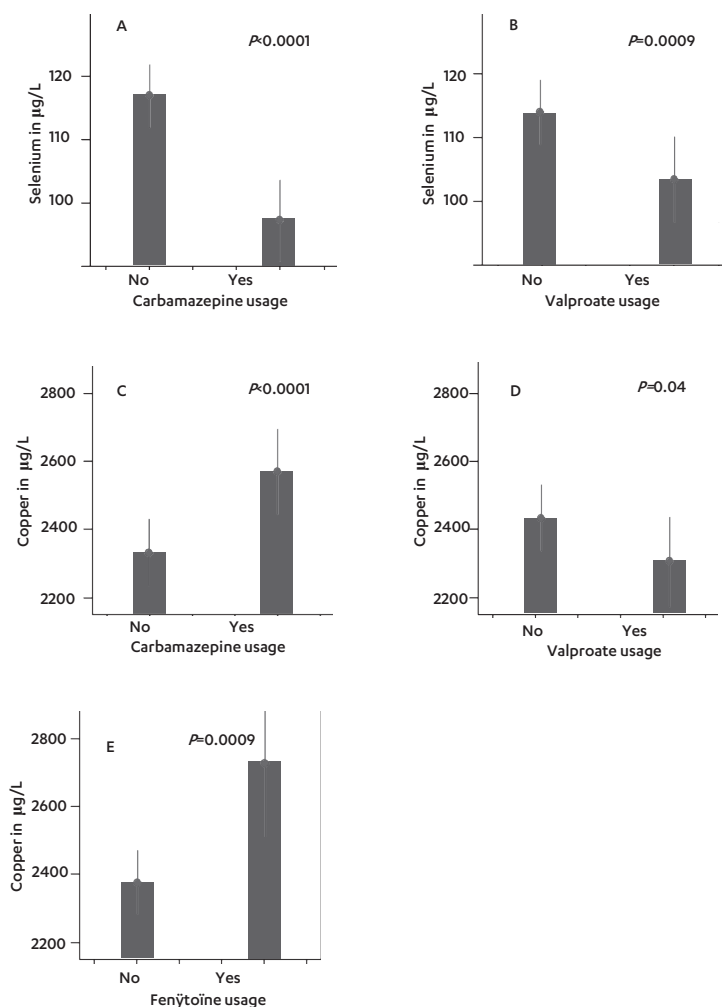 A
P<0.0001
120
110
100
Selenium in µg/L
No Yes
Carbamazepine usage
B
P=0.0009
120
110
100
Selenium in µg/L
No Yes
Valproate usage
C
P<0.0001
2800
2600
2400
2200
Copper in µg/L
No Yes
Carbamazepine usage
D
P=0.04
2800
2600
2400
2200
Copper in µg/L
No Yes
Valproate usage
E
P=0.0009
2800
2600
2400
2200
Copper in µg/L
No Yes
Fenÿtoïne usage